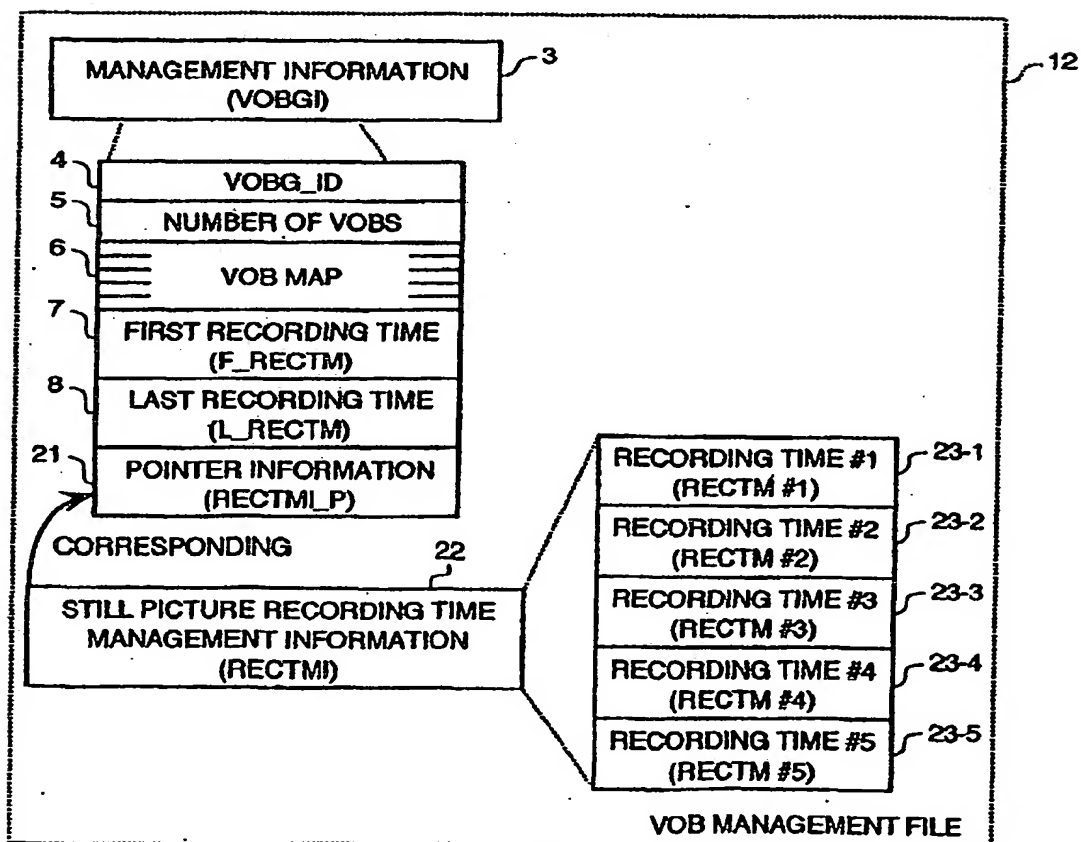 MANAGEMENT INFORMATION
(VOBGI)
3
12
4
VOBG_ID
5
NUMBER OF VOBS
6
VOB MAP
7
FIRST RECORDING TIME
(F_RECTM)
8
LAST RECORDING TIME
(L_RECTM)
21
POINTER INFORMATION
(RECTMI_P)
CORRESPONDING
22
STILL PICTURE RECORDING TIME
MANAGEMENT INFORMATION
(RECTMI)
RECORDING TIME #1
(RECTM #1)
23-1
RECORDING TIME #2
(RECTM #2)
23-2
RECORDING TIME #3
(RECTM #3)
23-3
RECORDING TIME #4
(RECTM #4)
23-4
RECORDING TIME #5
(RECTM #5)
23-5
VOB MANAGEMENT FILE